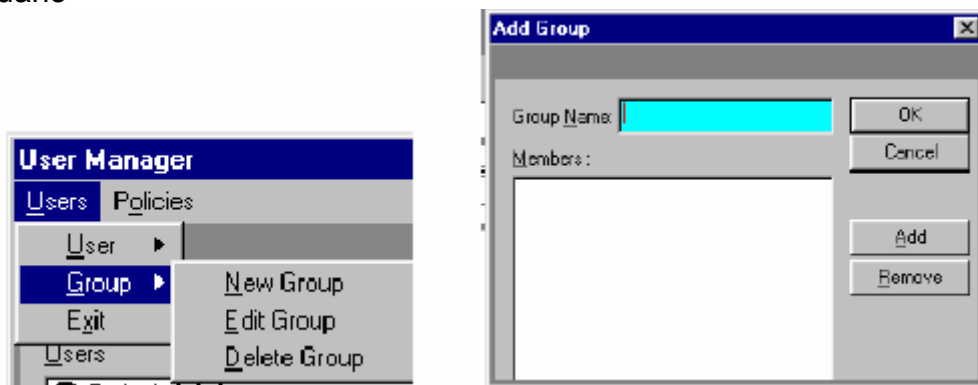 User Manager
Users Policies
User
Group
Exit
New Group
Edit Group
Delete Group
Users
Add Group
Group Name:
Members :
OK
Cancel
Add
Remove